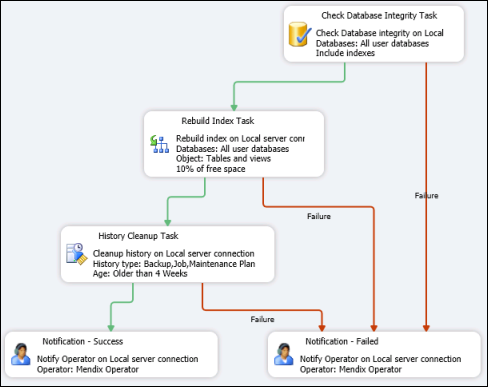 Check Database Integrity Task
Check Database integrity on Local
Databases: All user databases
Include indexes
Rebuild Index Task
Rebuild index on Local server
Databases: All user databases
Object: Tables and views
10% of free space
Failure
Failure
History Cleanup Task
Cleanup history on Local server connection
History type: Backup,Job,Maintenance Plan
Age: Older than 4 Weeks
Failure
Notification - Success
Notify Operator on Local server connection
Operator: Mendix Operator
Notification - Failed
Notify Operator on Local server connection
Operator: Mendix Operator